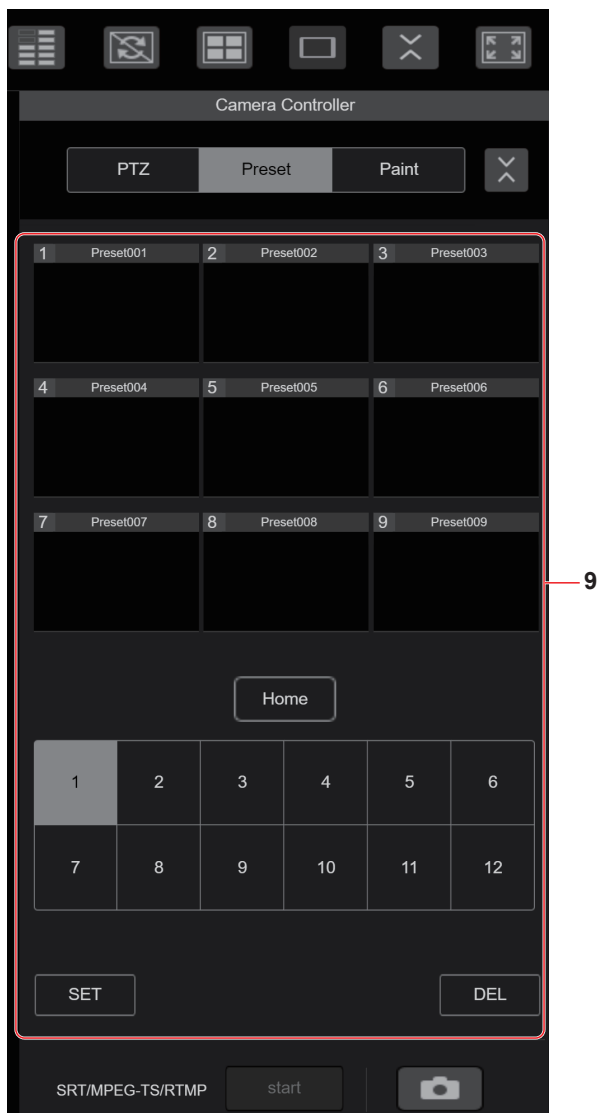 Camera Controller
PTZ Preset Paint
1 Preset001 2 Preset002 3 Preset003
4 Preset004 5 Preset005 6 Preset006
7 Preset007 8 Preset008 9 Preset009
9
Home
1 2 3 4 5 6
7 8 9 10 11 12
SET DEL
SRT/MPEG-TS/RTMP start